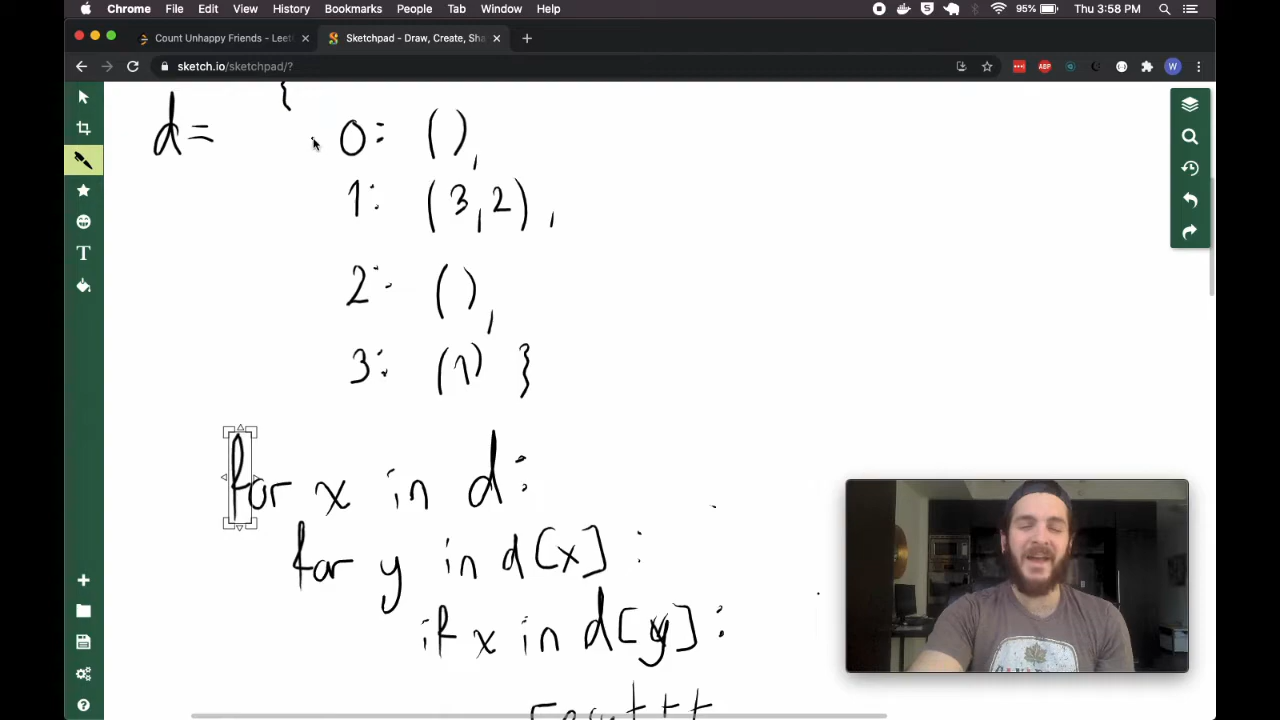 Chrome File Edit View History Bookmarks People Tab Window Help 95% Thu 3:58 PM
Count Unhappy Friends - Leet Sketchpad - Draw, Create, Sha
sketch.io/sketchpad/?
ABP W
{
d= 0: (),
1: (3,2),
2: (),
3: (1) }
for x in d:
for y in d[x]:
if x in d[y]:
T